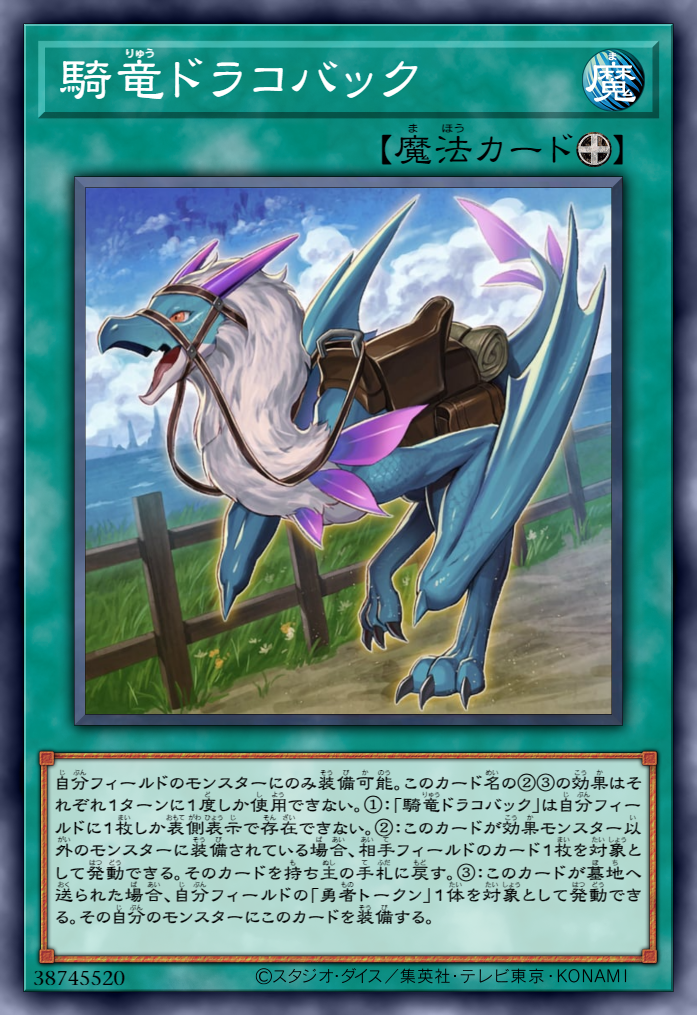 騎竜ドラコバック
魔
【魔法カード】
自分フィールドのモンスターにのみ装備可能。このカード名の②③の効果はそ
れぞれ1ターンに1度しか使用できない。①:「騎竜ドラコバック」は自分フィー
ルドに1枚しか表側表示で存在できない。②:このカードが効果モンスター以
外のモンスターに装備されている場合、相手フィールドのカード1枚を対象と
して発動できる。そのカードを持ち主の手札に戻す。③:このカードが墓地へ
送られた場合、自分フィールドの「勇者トークン」1体を対象として発動でき
る。その自分のモンスターにこのカードを装備する。
38745520
©スタジオ・ダイス/集英社・テレビ東京・KONAMI